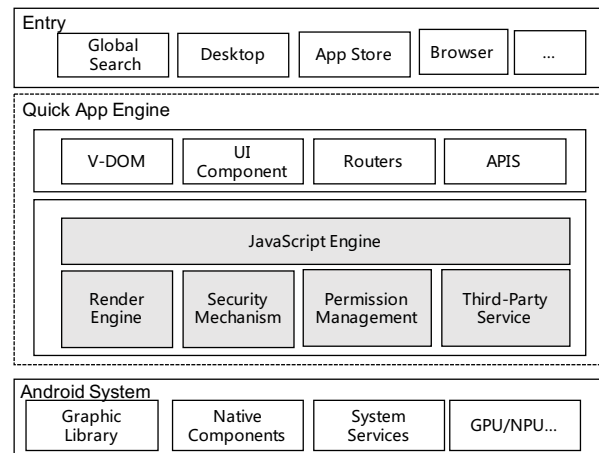 Entry
Global Search
Desktop
App Store
Browser
...
Quick App Engine
V-DOM
UI Component
Routers
APIS
JavaScript Engine
Render Engine
Security Mechanism
Permission Management
Third-Party Service
Android System
Graphic Library
Native Components
System Services
GPU/NPU...